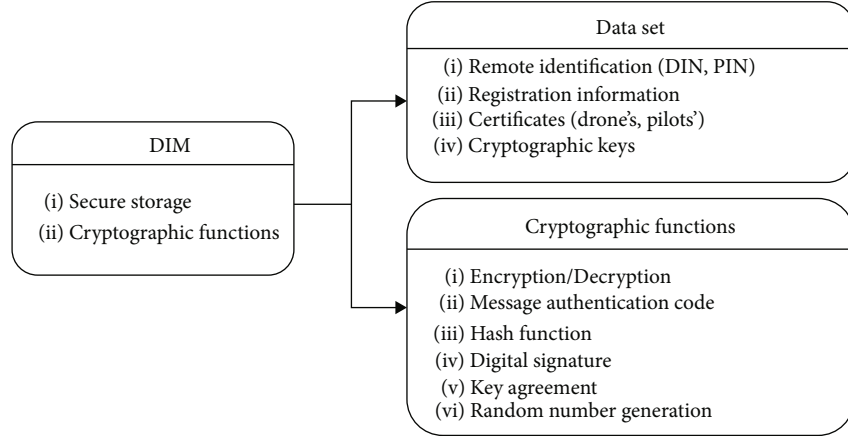 DIM
(i) Secure storage
(ii) Cryptographic functions
Data set
(i) Remote identification (DIN, PIN)
(ii) Registration information
(iii) Certificates (drone's, pilots')
(iv) Cryptographic keys
Cryptographic functions
(i) Encryption/Decryption
(ii) Message authentication code
(iii) Hash function
(iv) Digital signature
(v) Key agreement
(vi) Random number generation